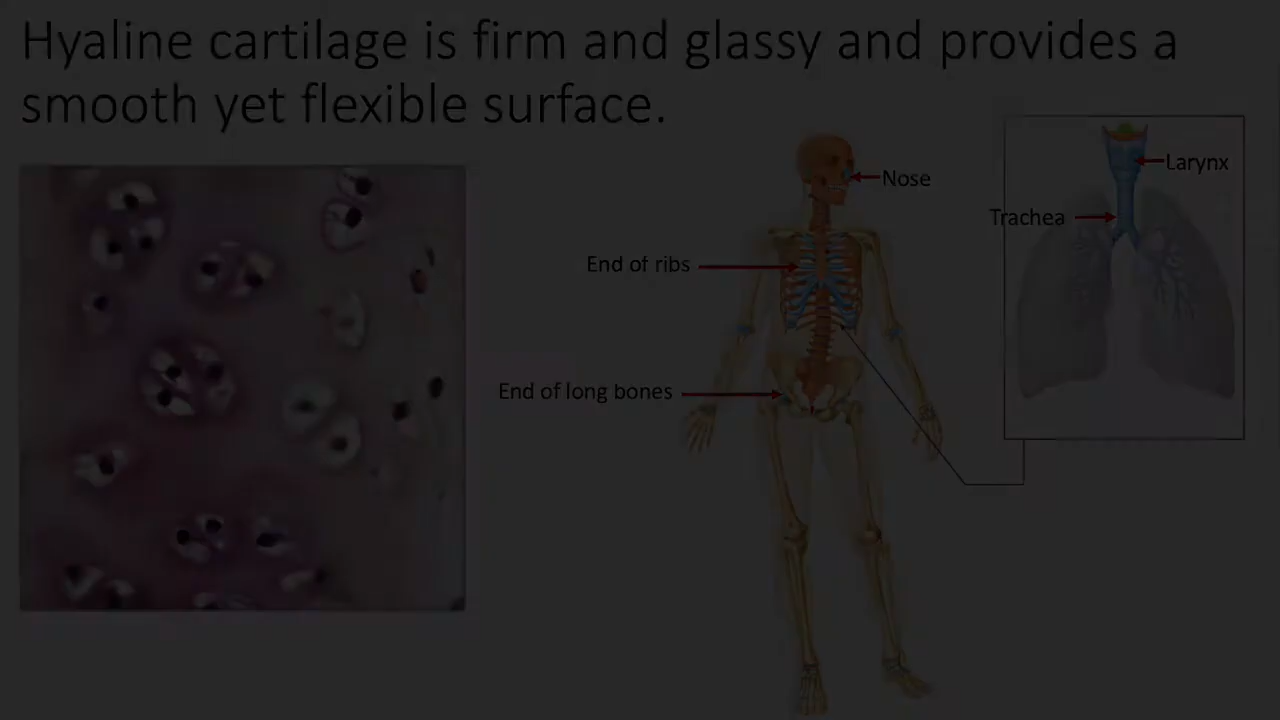 Hyaline cartilage is firm and glassy and provides a
smooth yet flexible surface.
Nose
Larynx
Trachea
End of ribs
End of long bones